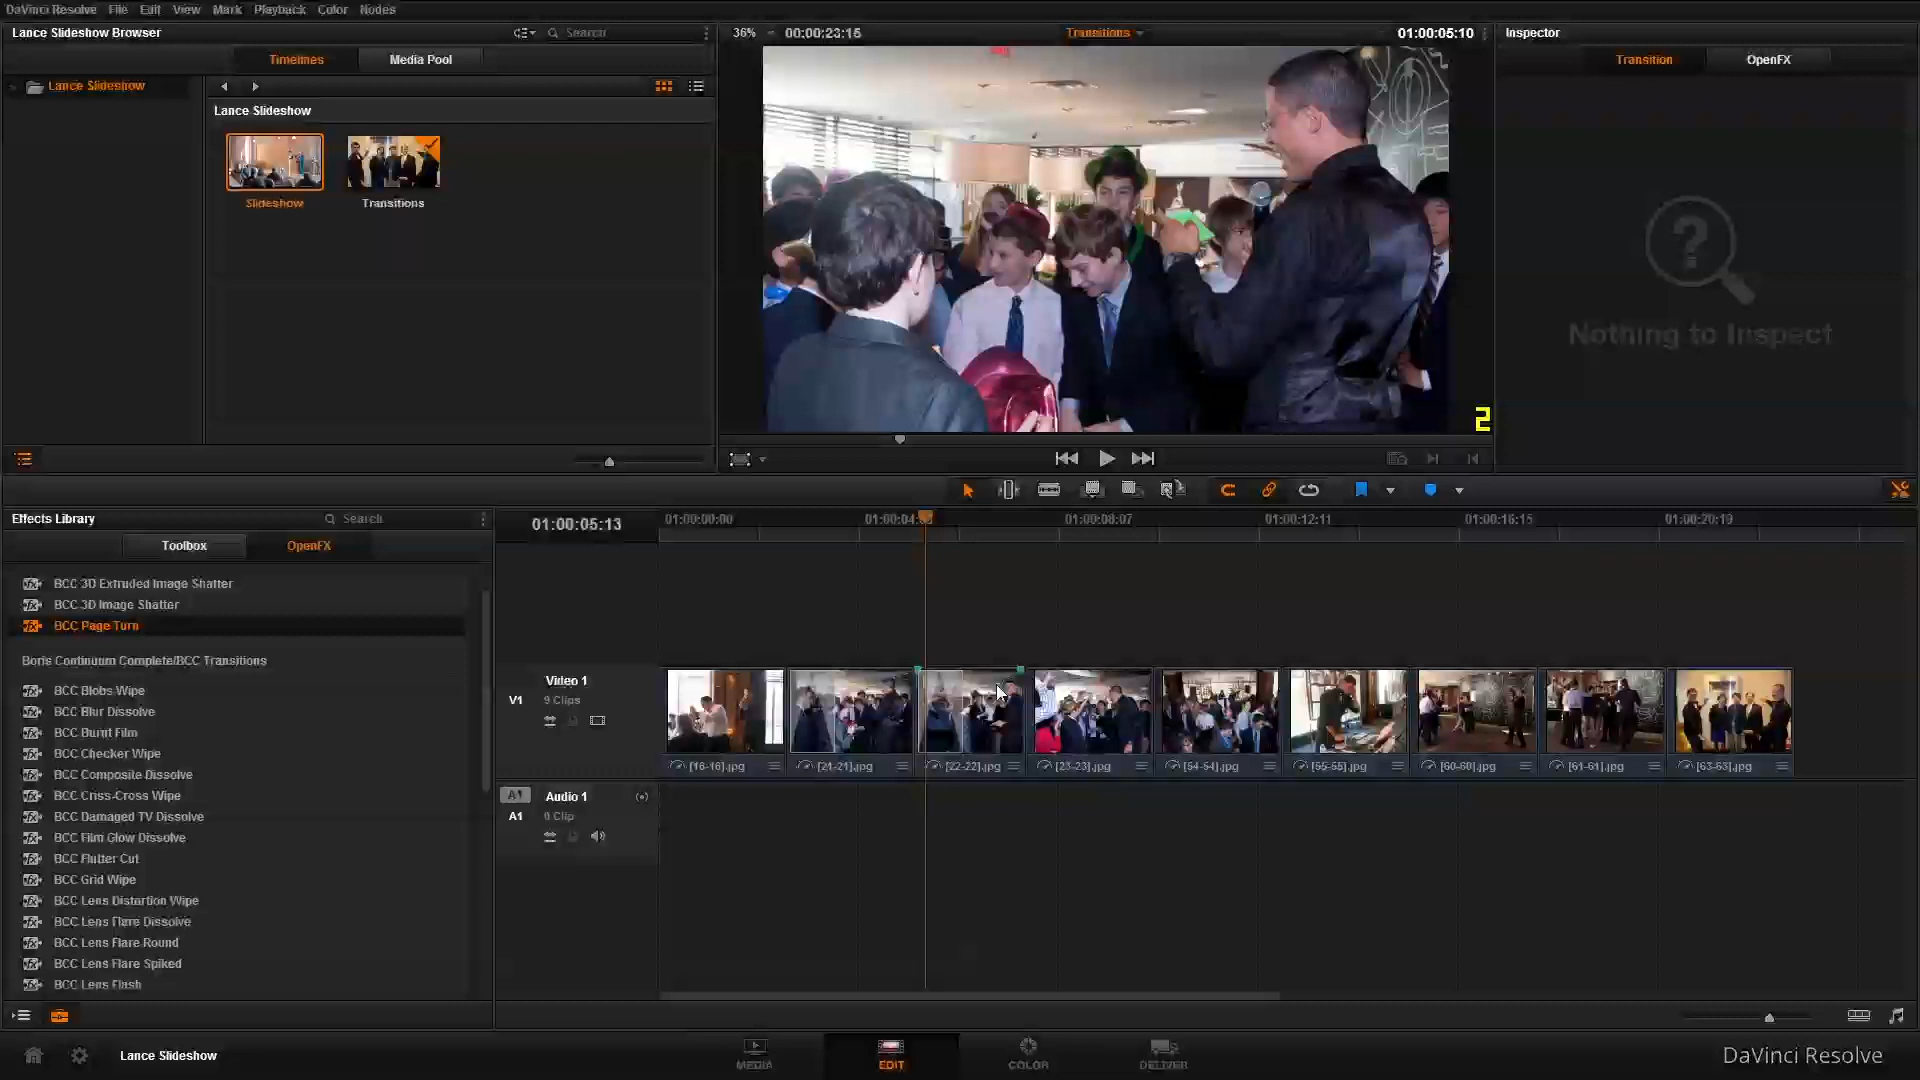 DaVinci Resolve File Edit View Mark Playback Color Nodes
Lance Slideshow Browser
Search
36%
00:00:23:15
Transitions
01:00:05:10
Inspector
Timelines
Media Pool
Transition
OpenFX
Lance Slideshow
Lance Slideshow
Slideshow
Transitions
Nothing to Inspect
2
Effects Library
Search
01:00:05:13
01:00:00:00
01:00:08:07
01:00:12:11
01:00:16:15
01:00:20:19
Toolbox
OpenFX
BCC 3D Extruded Image Shatter
BCC 3D Image Shatter
BCC Page Turn
Boris Continuum Complete/BCC Transitions
BCC Blobs Wipe
BCC Blur Dissolve
BCC Burnt Film
BCC Checker Wipe
BCC Composite Dissolve
BCC Criss-Cross Wipe
BCC Damaged TV Dissolve
BCC Film Glow Dissolve
BCC Flutter Cut
BCC Grid Wipe
BCC Lens Distortion Wipe
BCC Lens Flare Dissolve
BCC Lens Flare Round
BCC Lens Flare Spiked
BCC Lens Flash
V1
Video 1
9 Clips
[16-16].jpg
[21-21].jpg
[22-22].jpg
[23-23].jpg
[54-54].jpg
[55-55].jpg
[60-60].jpg
[61-61].jpg
[63-63].jpg
A1
Audio 1
A1
0 Clip
Lance Slideshow
MEDIA
EDIT
COLOR
DELIVER
DaVinci Resolve